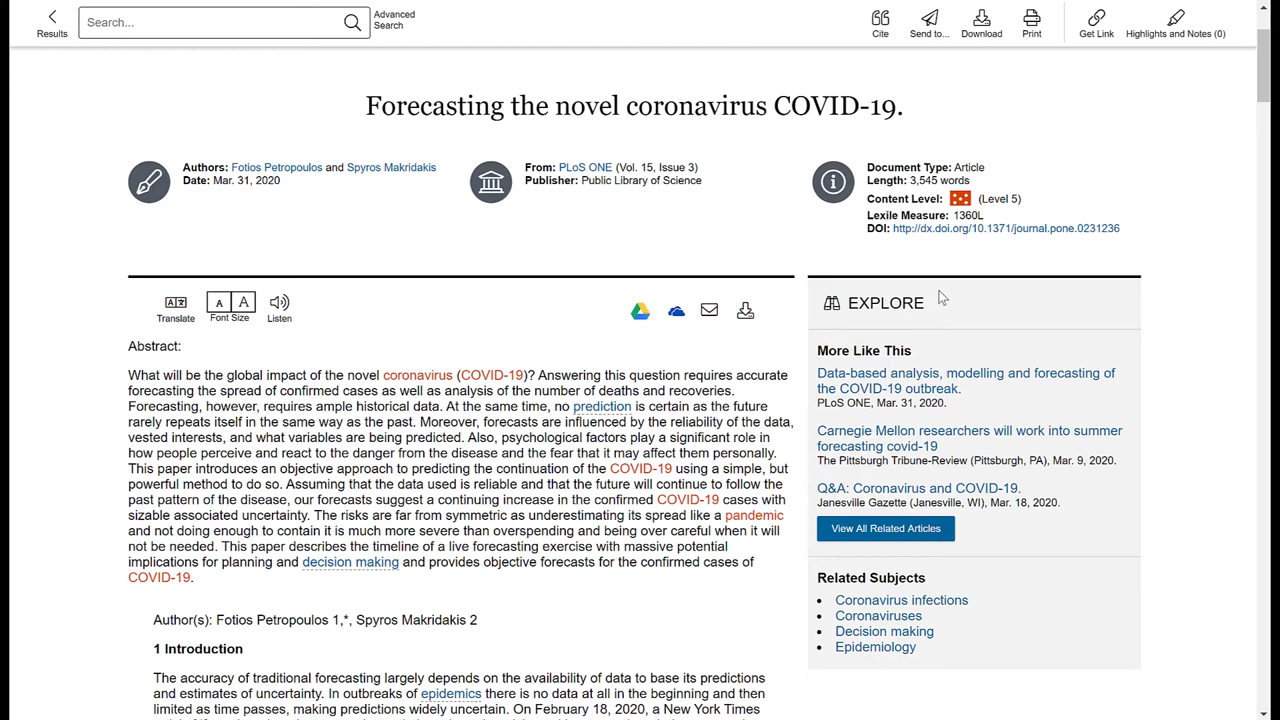 Results
Search...
Advanced
Search
Cite
Send to...
Download
Print
Get Link
Highlights and Notes (0)
Forecasting the novel coronavirus COVID-19.
Authors: Fotios Petropoulos and Spyros Makridakis
Date: Mar. 31, 2020
From: PLoS ONE (Vol. 15, Issue 3)
Publisher: Public Library of Science
Document Type: Article
Length: 3,545 words
Content Level: (Level 5)
Lexile Measure: 1360L
DOI: http://dx.doi.org/10.1371/journal.pone.0231236
Translate
A A
Font Size
Listen
Abstract:
What will be the global impact of the novel coronavirus (COVID-19)? Answering this question requires accurate
forecasting the spread of confirmed cases as well as analysis of the number of deaths and recoveries.
Forecasting, however, requires ample historical data. At the same time, no prediction is certain as the future
rarely repeats itself in the same way as the past. Moreover, forecasts are influenced by the reliability of the data,
vested interests, and what variables are being predicted. Also, psychological factors play a significant role in
how people perceive and react to the danger from the disease and the fear that it may affect them personally.
This paper introduces an objective approach to predicting the continuation of the COVID-19 using a simple, but
powerful method to do so. Assuming that the data used is reliable and that the future will continue to follow the
past pattern of the disease, our forecasts suggest a continuing increase in the confirmed COVID-19 cases with
sizable associated uncertainty. The risks are far from symmetric as underestimating its spread like a pandemic
and not doing enough to contain it is much more severe than overspending and being over careful when it will
not be needed. This paper describes the timeline of a live forecasting exercise with massive potential
implications for planning and decision making and provides objective forecasts for the confirmed cases of
COVID-19.
Author(s): Fotios Petropoulos 1,*, Spyros Makridakis 2
1 Introduction
The accuracy of traditional forecasting largely depends on the availability of data to base its predictions
and estimates of uncertainty. In outbreaks of epidemics there is no data at all in the beginning and then
limited as time passes, making predictions widely uncertain. On February 18, 2020, a New York Times
EXPLORE
More Like This
Data-based analysis, modelling and forecasting of
the COVID-19 outbreak.
PLoS ONE, Mar. 31, 2020.
Carnegie Mellon researchers will work into summer
forecasting covid-19
The Pittsburgh Tribune-Review (Pittsburgh, PA), Mar. 9, 2020.
Q&A: Coronavirus and COVID-19.
Janesville Gazette (Janesville, WI), Mar. 18, 2020.
View All Related Articles
Related Subjects
• Coronavirus infections
• Coronaviruses
• Decision making
• Epidemiology